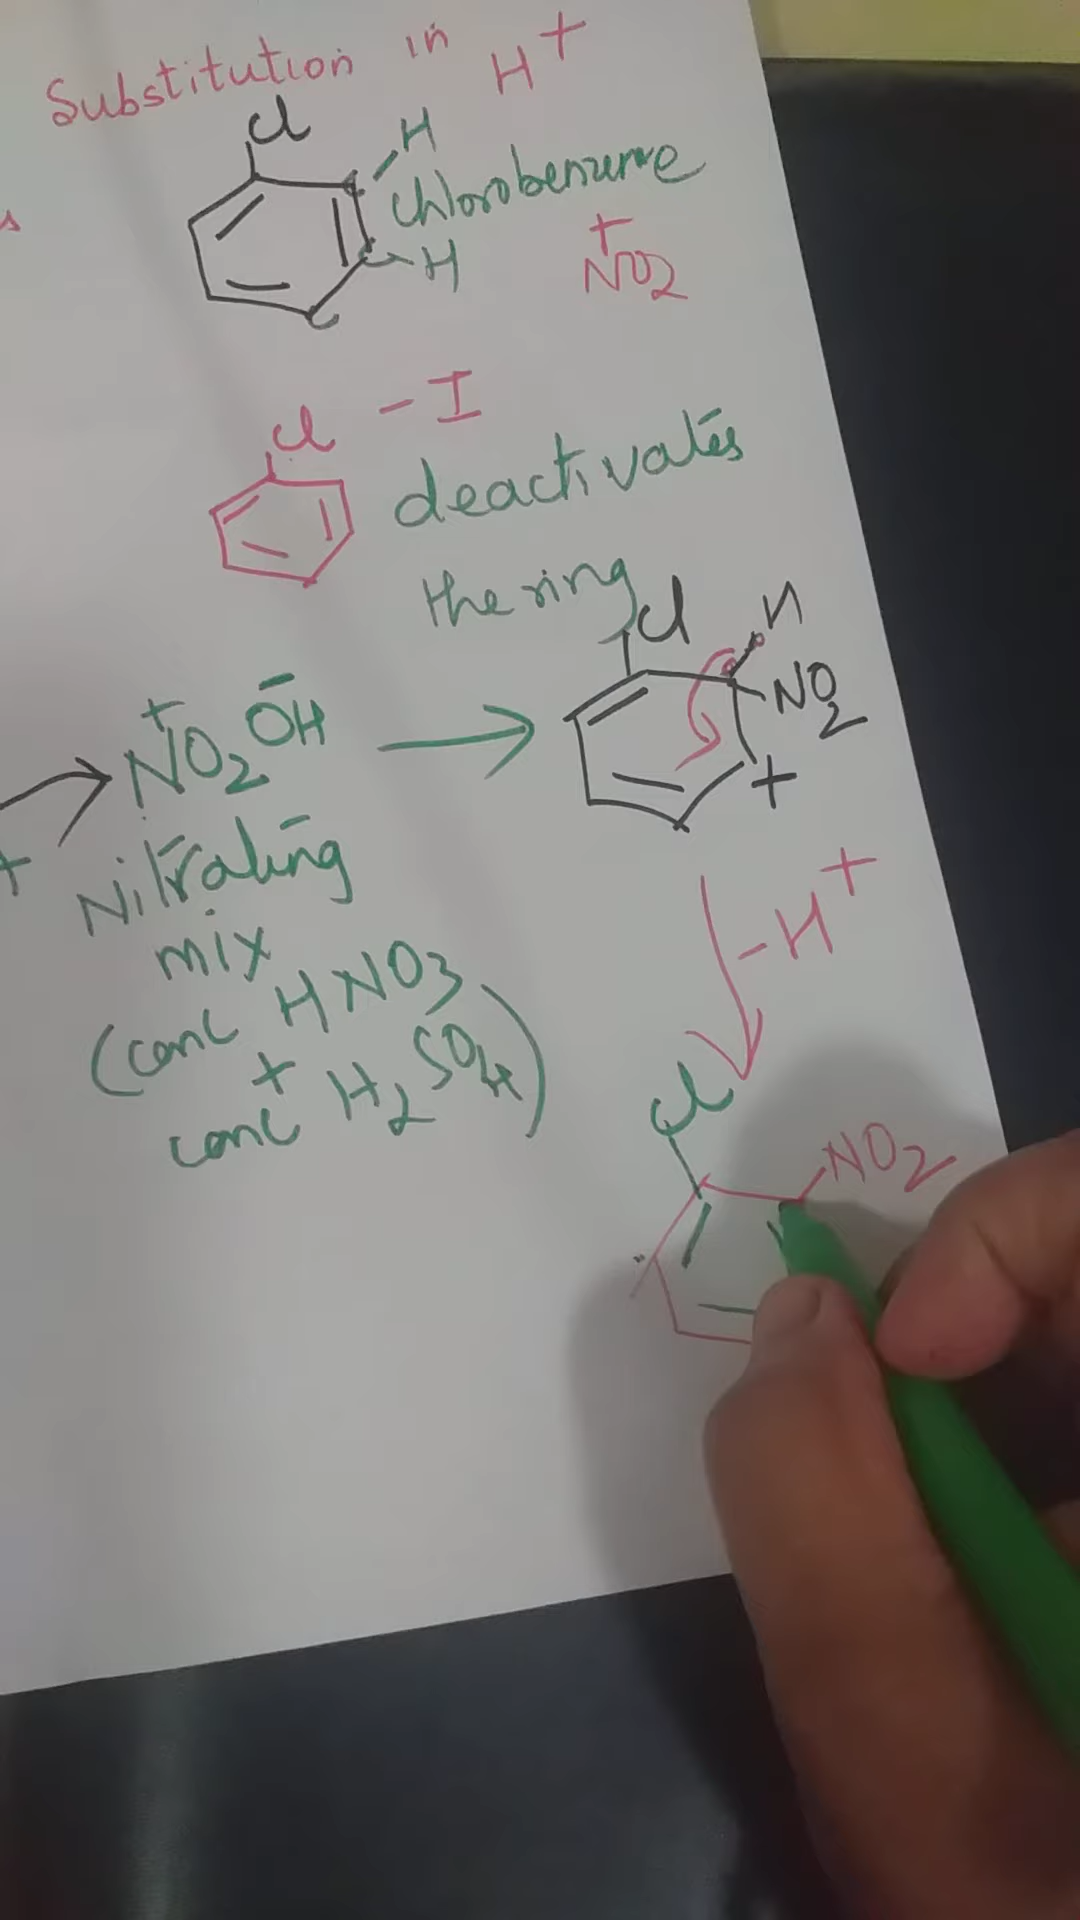 Substitution in H+
Cl
H
Chlorobenzene
H
+
NO2
C
Cl - I
deactivates
the ring
Cl
H
NO2
+
+
NO2 OH-
Nitrating
mix
(conc HNO3
+
conc H2SO4)
-H+
Cl
NO2